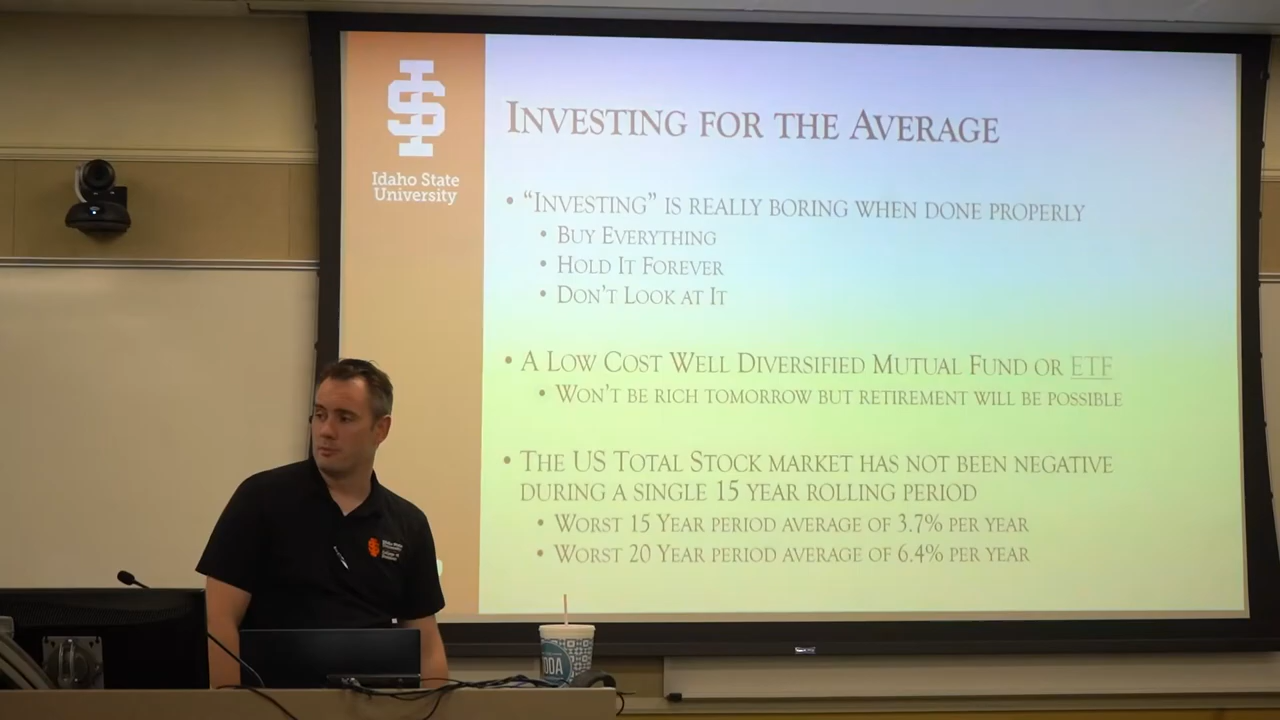 Idaho State
University
INVESTING FOR THE AVERAGE
• "INVESTING" IS REALLY BORING WHEN DONE PROPERLY
• BUY EVERYTHING
• HOLD IT FOREVER
• DON'T LOOK AT IT
• A LOW COST WELL DIVERSIFIED MUTUAL FUND OR ETF
• WON'T BE RICH TOMORROW BUT RETIREMENT WILL BE POSSIBLE
• THE US TOTAL STOCK MARKET HAS NOT BEEN NEGATIVE
DURING A SINGLE 15 YEAR ROLLING PERIOD
• WORST 15 YEAR PERIOD AVERAGE OF 3.7% PER YEAR
• WORST 20 YEAR PERIOD AVERAGE OF 6.4% PER YEAR